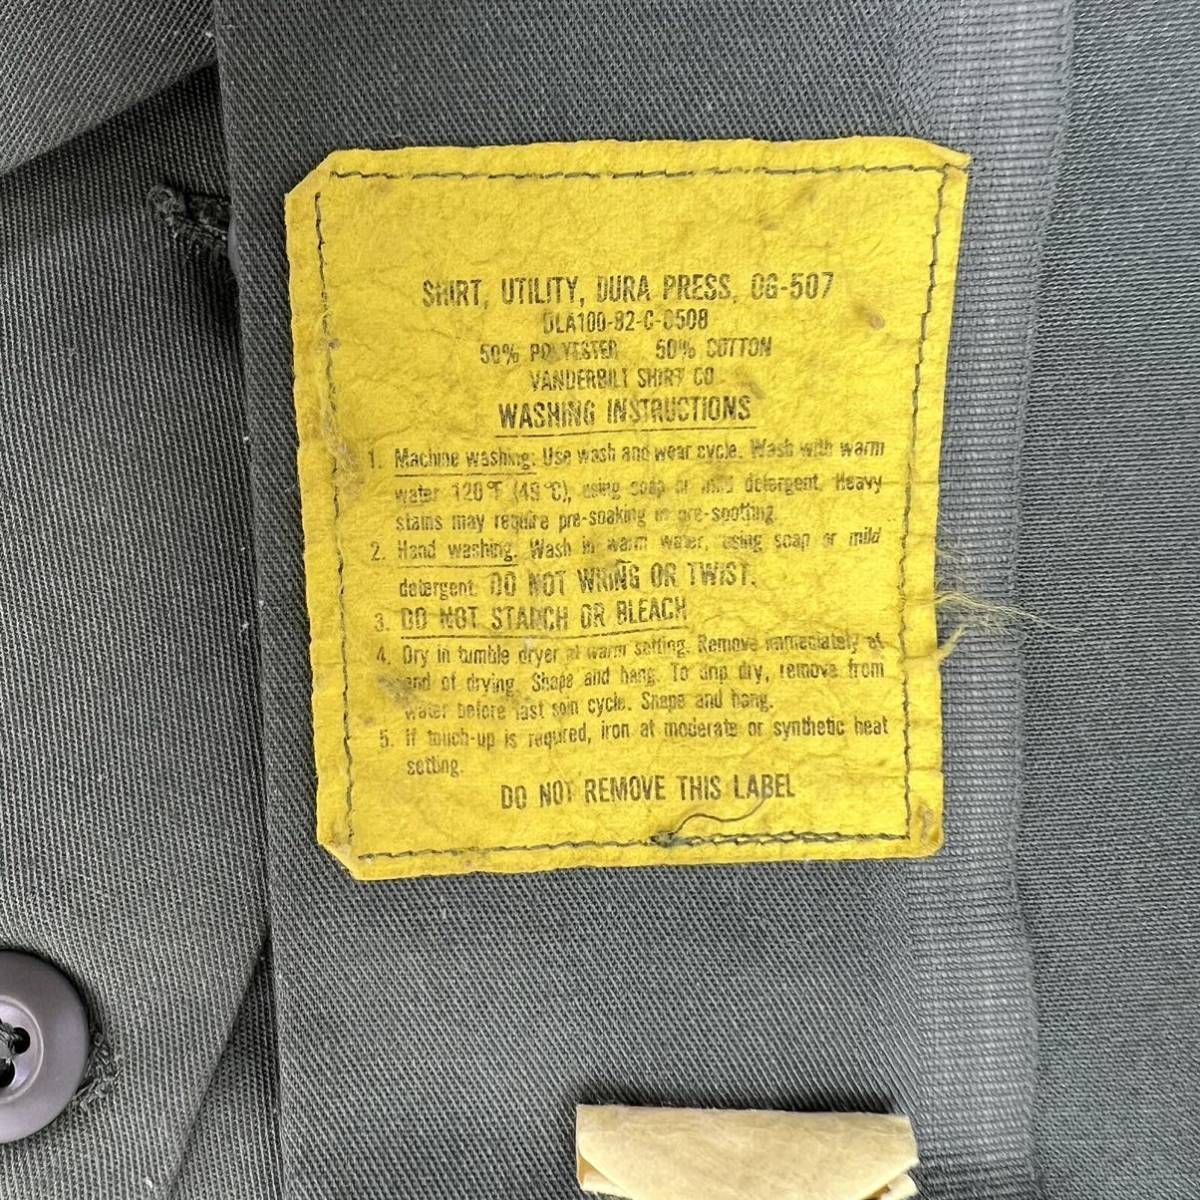 SHIRT, UTILITY, DURA PRESS, OG-507
DLA100-82-C-0508
50% POLYESTER 50% COTTON
VANDERBILT SHIRT CO
WASHING INSTRUCTIONS
1. Machine washing: Use wash and wear cycle. Wash with warm
water 120°F (49°C), using soap or mild detergent. Heavy
stains may require pre-soaking or pre-spotting.
2. Hand washing: Wash in warm water, using soap or mild
detergent. DO NOT WRING OR TWIST.
3. DO NOT STARCH OR BLEACH
4. Dry in tumble dryer at warm setting. Remove immediately at
end of drying. Shape and hang. To drip dry, remove from
water before last spin cycle. Shape and hang.
5. If touch-up is required, iron at moderate or synthetic heat
setting.
DO NOT REMOVE THIS LABEL